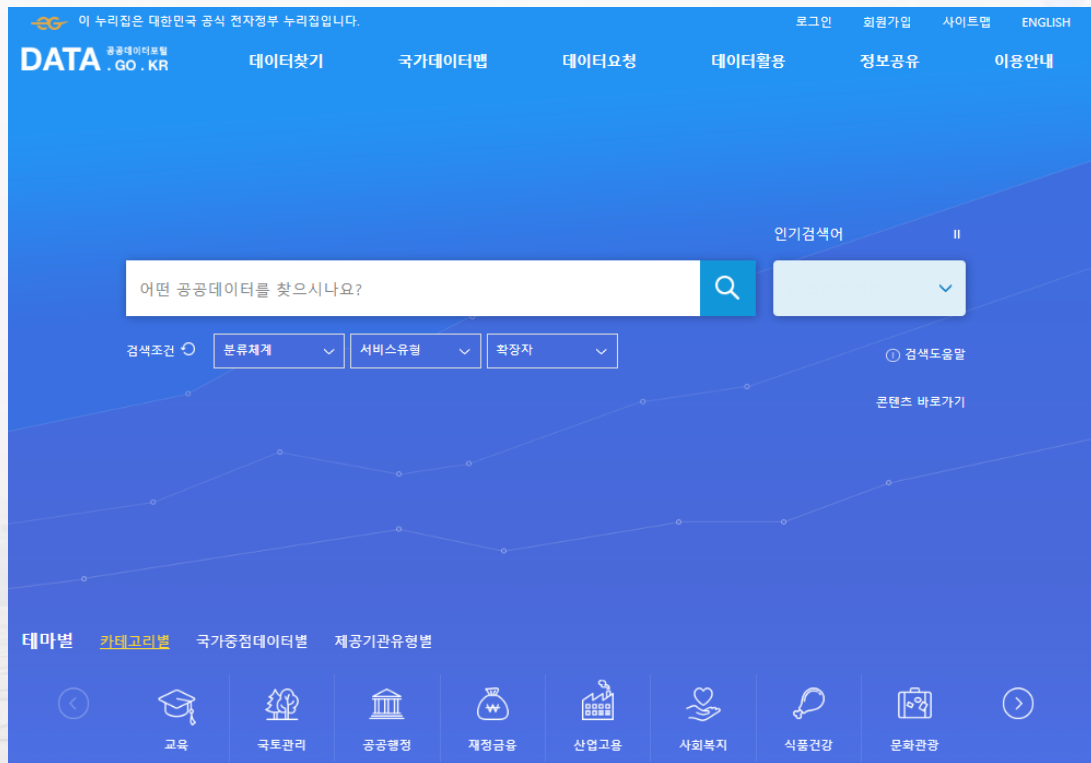 이 누리집은 대한민국 공식 전자정부 누리집입니다.
로그인 회원가입 사이트맵 ENGLISH
DATA 공공데이터포털 .GO.KR
데이터찾기 국가데이터맵 데이터요청 데이터활용 정보공유 이용안내
인기검색어
어떤 공공데이터를 찾으시나요?
검색조건 분류체계 서비스유형 확장자
검색도움말
콘텐츠 바로가기
테마별 카테고리별 국가중점데이터별 제공기관유형별
교육 국토관리 공공행정 재정금융 산업고용 사회복지 식품건강 문화관광